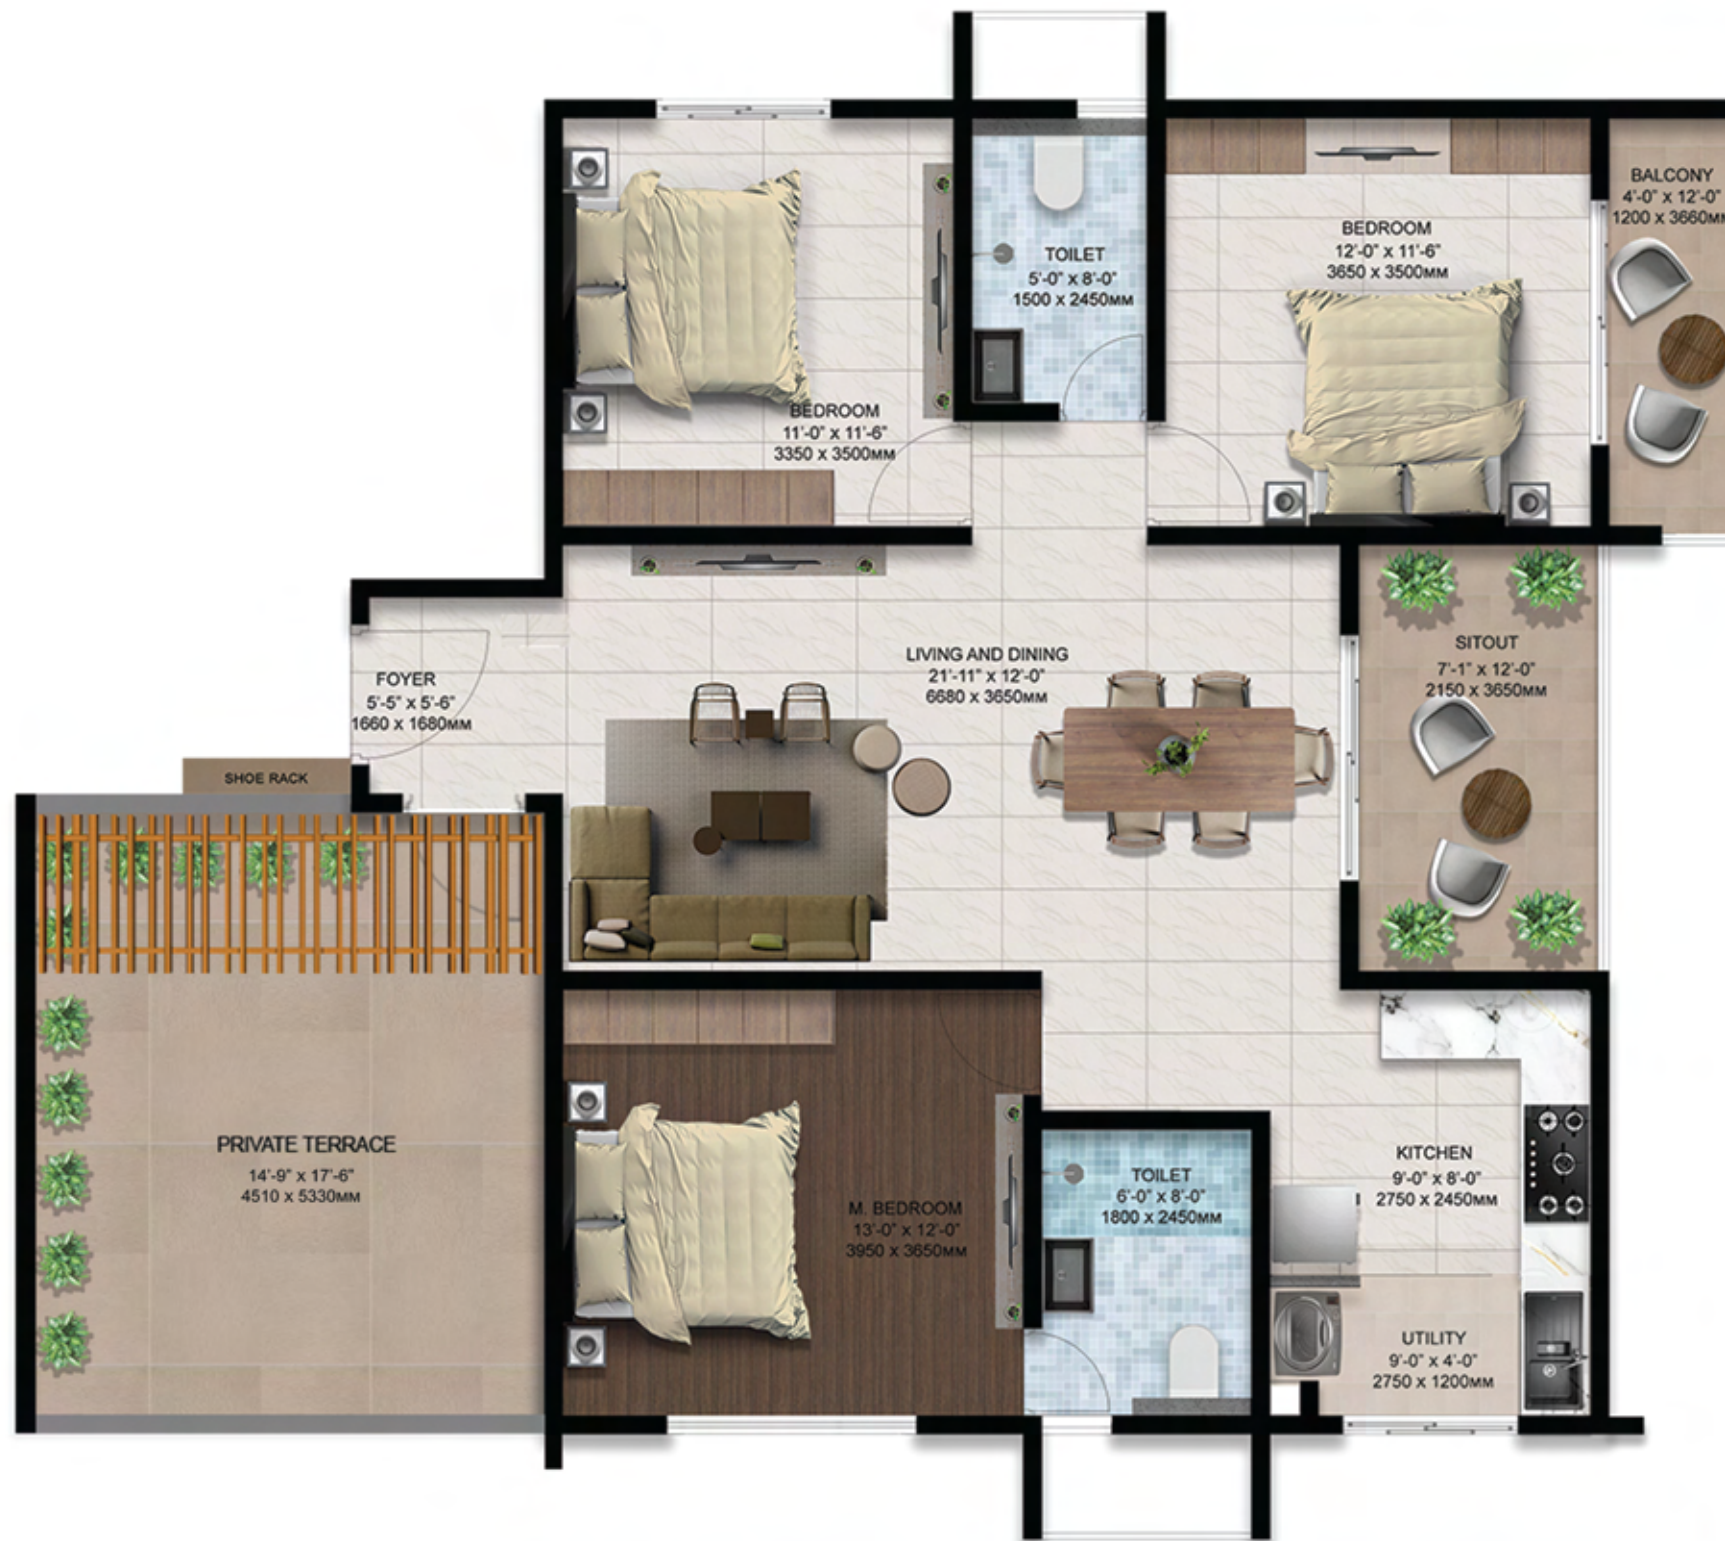 BALCONY
4'-0" x 12'-0"
1200 x 3660MM
BEDROOM
12'-0" x 11'-6"
3650 x 3500MM
TOILET
5'-0" x 8'-0"
1500 x 2450MM
BEDROOM
11'-0" x 11'-6"
3350 x 3500MM
LIVING AND DINING
21'-11" x 12'-0"
6680 x 3650MM
SITOUT
7'-1" x 12'-0"
2150 x 3650MM
FOYER
5'-5" x 5'-6"
1660 x 1680MM
SHOE RACK
PRIVATE TERRACE
14'-9" x 17'-6"
4510 x 5330MM
M. BEDROOM
13'-0" x 12'-0"
3950 x 3650MM
TOILET
6'-0" x 8'-0"
1800 x 2450MM
KITCHEN
9'-0" x 8'-0"
2750 x 2450MM
UTILITY
9'-0" x 4'-0"
2750 x 1200MM